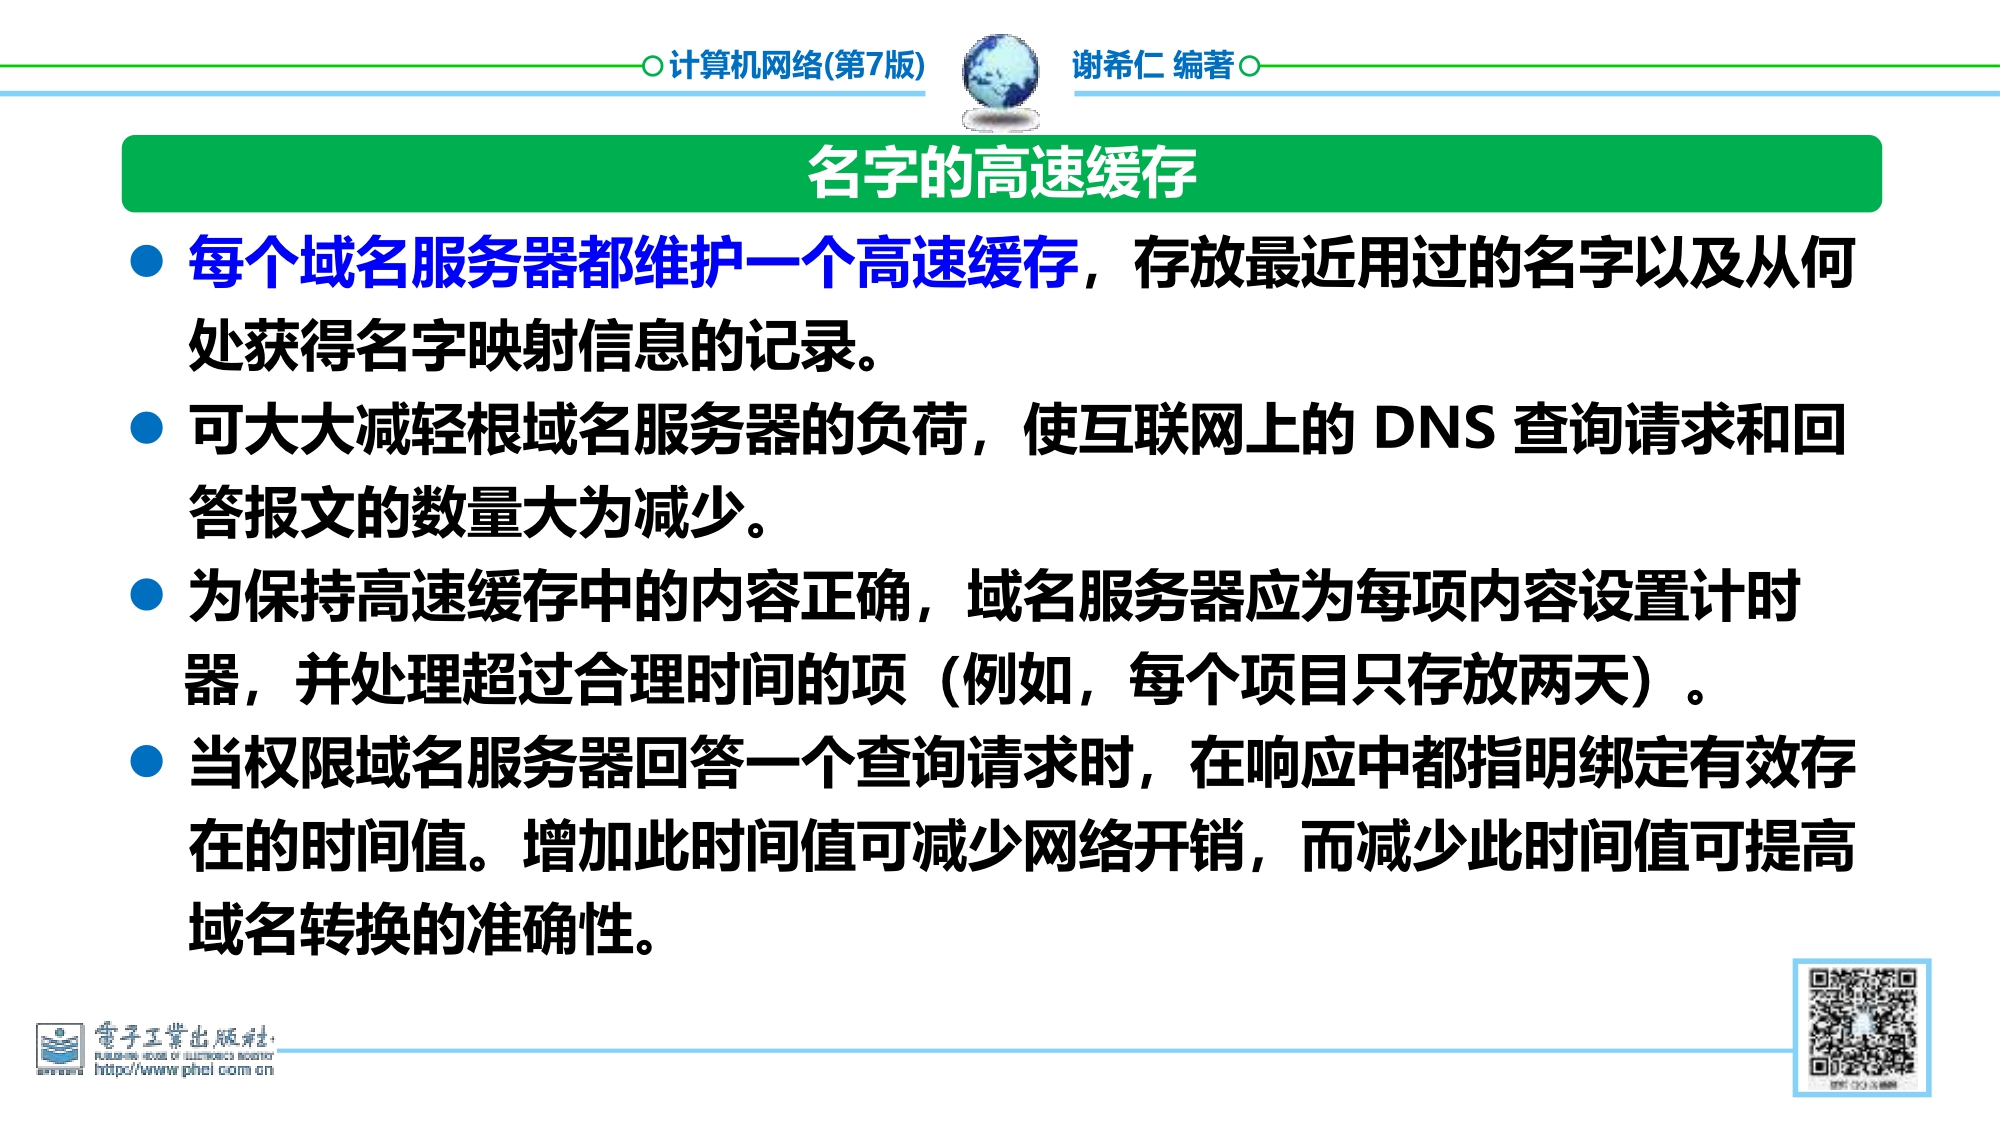 计算机网络(第7版)
谢希仁 编著
名字的高速缓存
每个域名服务器都维护一个高速缓存，存放最近用过的名字以及从何
处获得名字映射信息的记录。
可大大减轻根域名服务器的负荷，使互联网上的 DNS 查询请求和回
答报文的数量大为减少。
为保持高速缓存中的内容正确，域名服务器应为每项内容设置计时
器，并处理超过合理时间的项（例如，每个项目只存放两天）。
当权限域名服务器回答一个查询请求时，在响应中都指明绑定有效存
在的时间值。增加此时间值可减少网络开销，而减少此时间值可提高
域名转换的准确性。
電子工業出版社
PUBLISHING HOUSE OF ELECTRONICS INDUSTRY
http://www.phei.com.cn